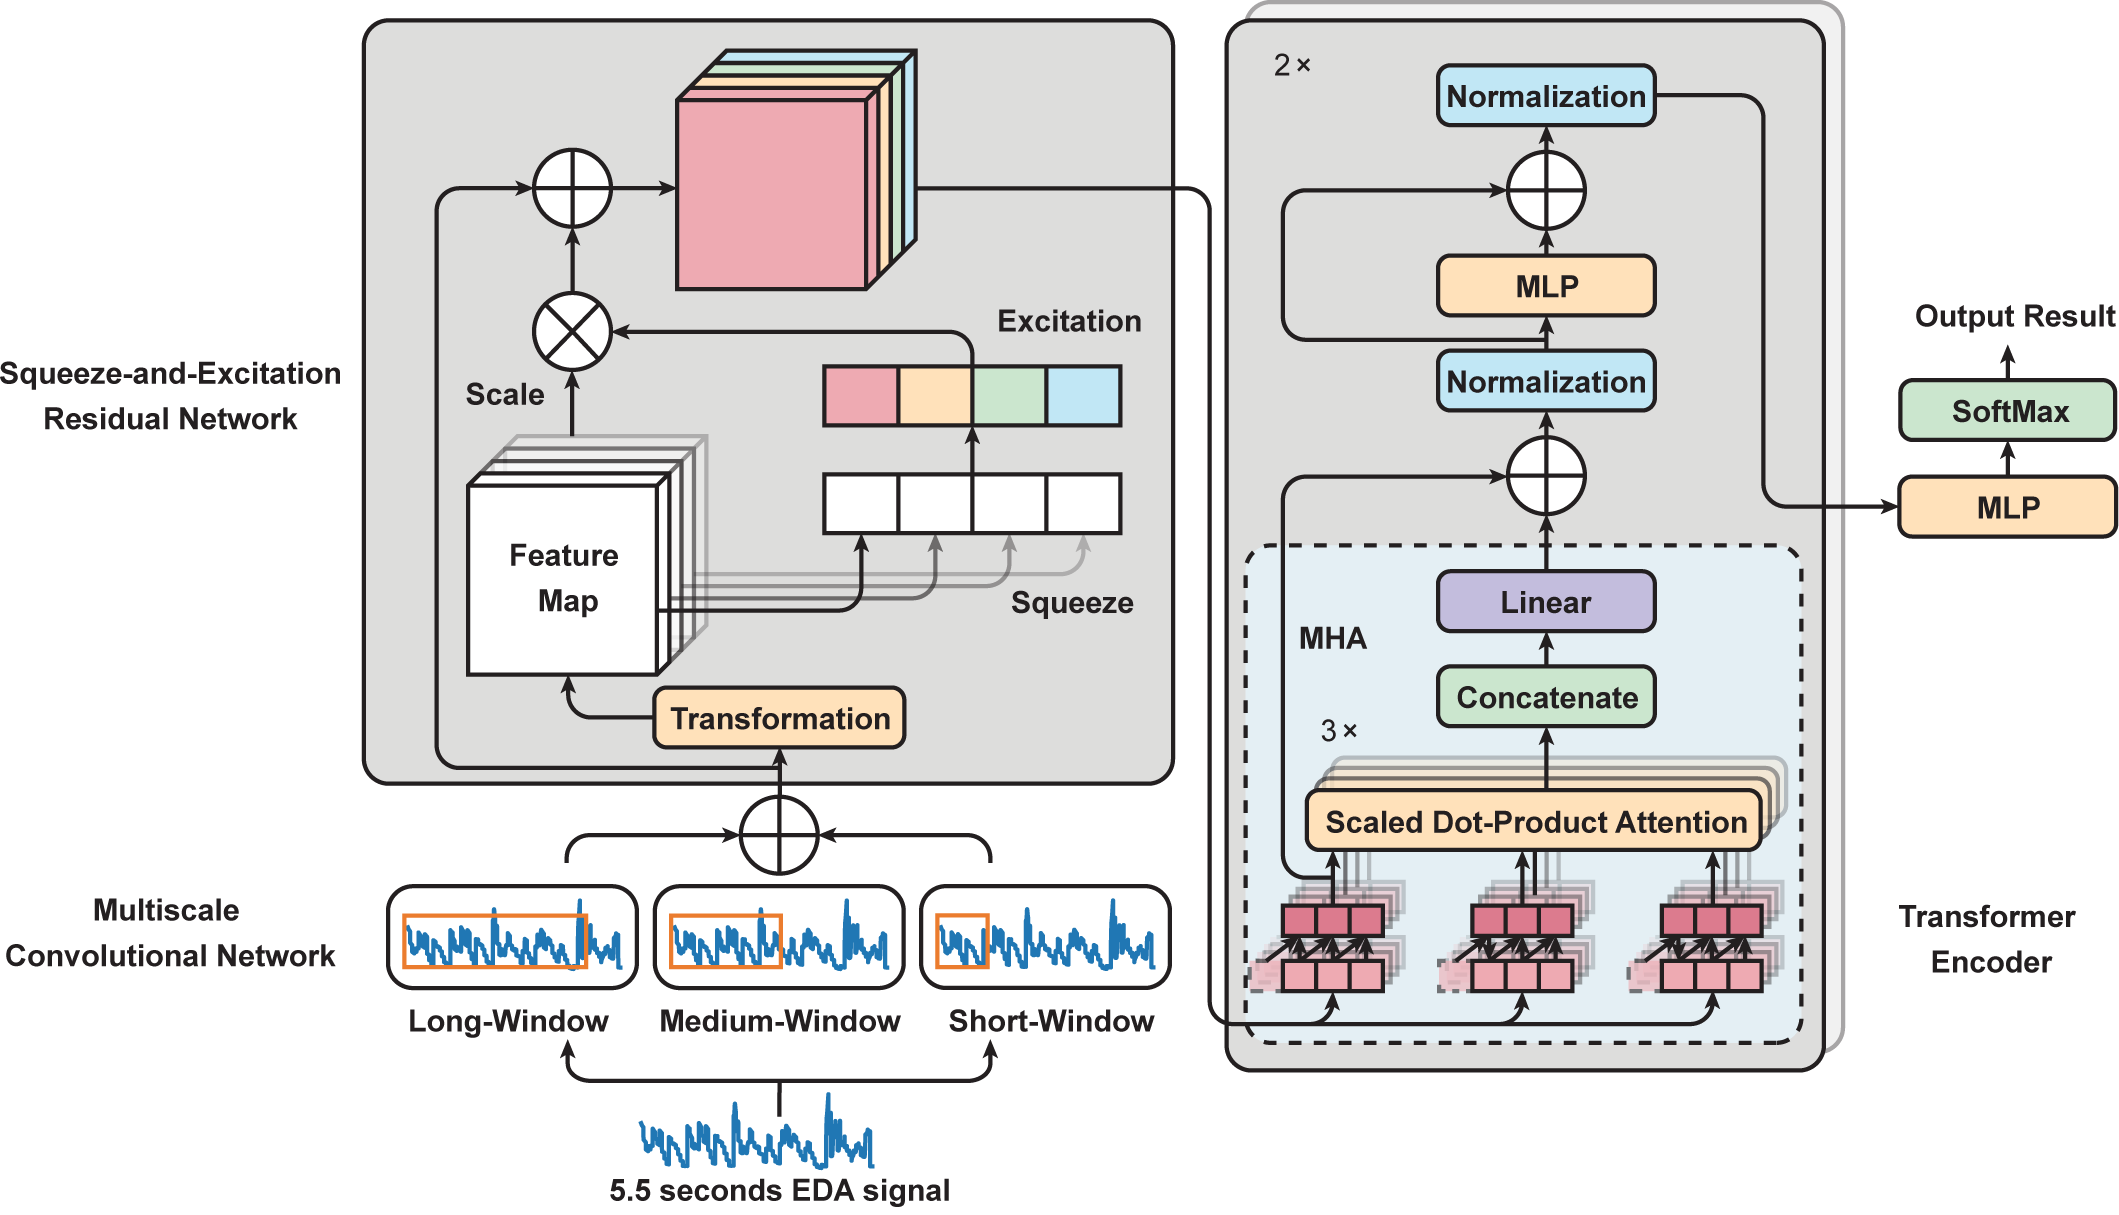 Squeeze-and-Excitation
Residual Network
Excitation
Scale
Feature
Map
Squeeze
Transformation
Multiscale
Convolutional Network
Long-Window
Medium-Window
Short-Window
5.5 seconds EDA signal
2 ×
Normalization
MLP
Normalization
Linear
MHA
Concatenate
3 ×
Scaled Dot-Product Attention
Output Result
SoftMax
MLP
Transformer
Encoder